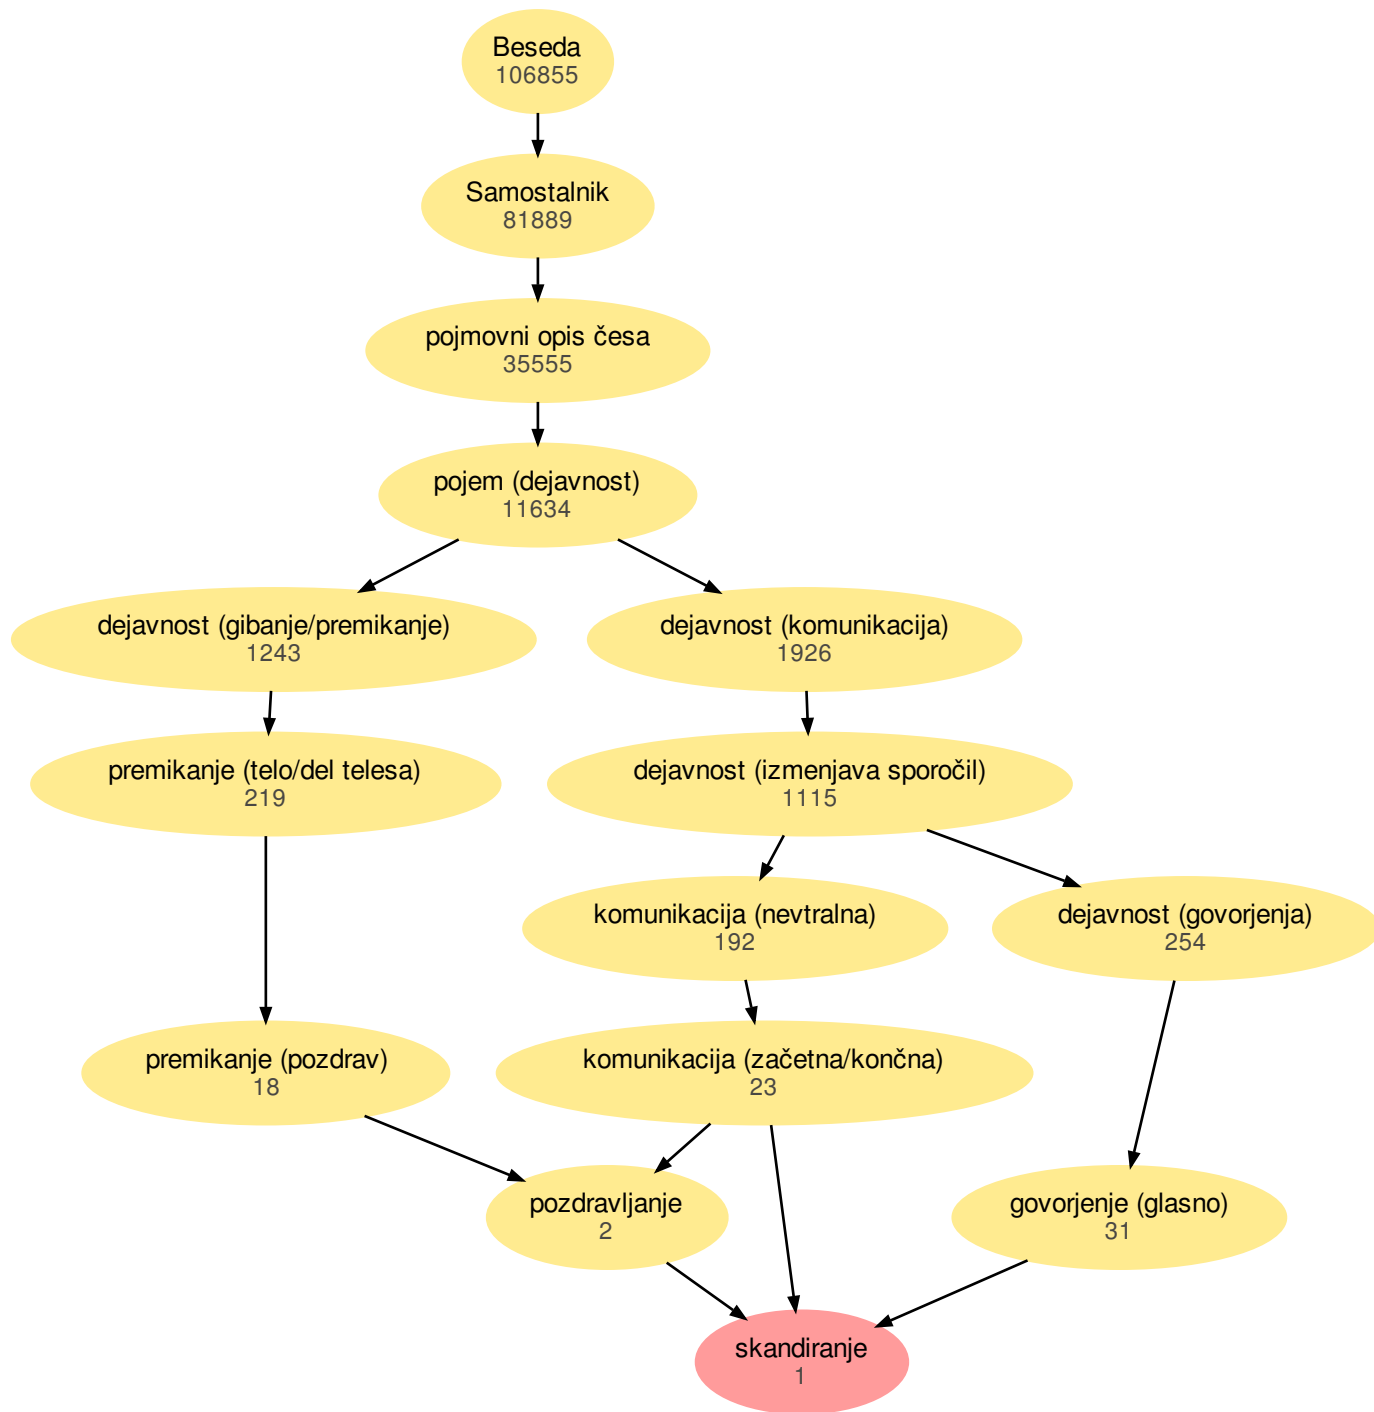 Beseda
106855
Samostalnik
81889
pojmovni opis česa
35555
pojem (dejavnost)
11634
dejavnost (gibanje/premikanje)
1243
dejavnost (komunikacija)
1926
premikanje (telo/del telesa)
219
dejavnost (izmenjava sporočil)
1115
komunikacija (nevtralna)
192
dejavnost (govorjenja)
254
premikanje (pozdrav)
18
komunikacija (začetna/končna)
23
pozdravljanje
2
govorjenje (glasno)
31
skandiranje
1